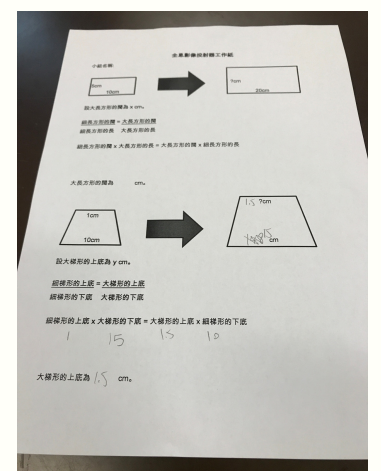 全息影像投射器工作紙
小組名稱:
5cm
?cm
10cm
20cm
設大長方形的闊為 x cm。
細長方形的闊 = 大長方形的闊
細長方形的長 大長方形的長
細長方形的闊 x 大長方形的長 = 大長方形的闊 x 細長方形的長
大長方形的闊為 cm。
1cm
1.5 ?cm
10cm
15 cm
設大梯形的上底為 y cm。
細梯形的上底 = 大梯形的上底
細梯形的下底 大梯形的下底
細梯形的上底 x 大梯形的下底 = 大梯形的上底 x 細梯形的下底
1 15 1.5 10
大梯形的上底為 1.5 cm。